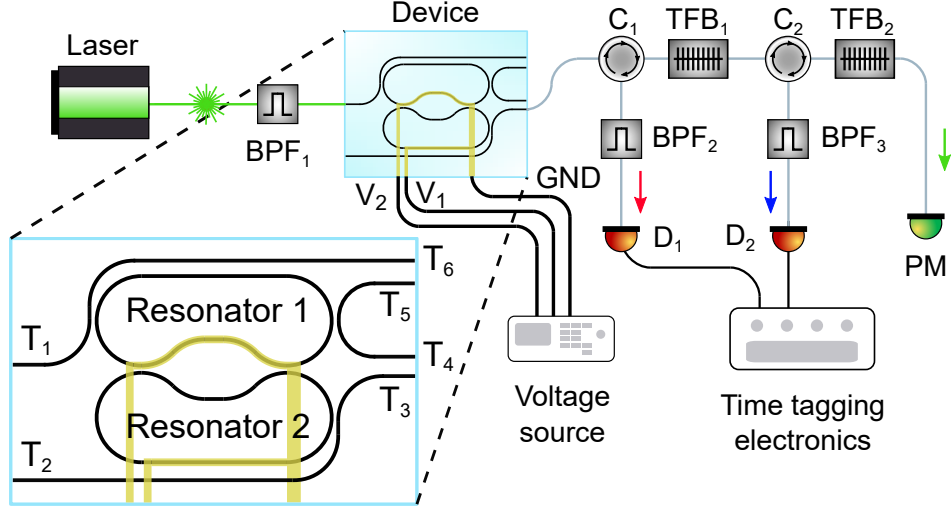 Laser
BPF₁
Device
C₁
TFB₁
C₂
TFB₂
BPF₂
BPF₃
V₂
V₁
GND
D₁
D₂
PM
T₆
Resonator 1
T₅
T₁
T₄
T₃
Resonator 2
T₂
Voltage
source
Time tagging
electronics